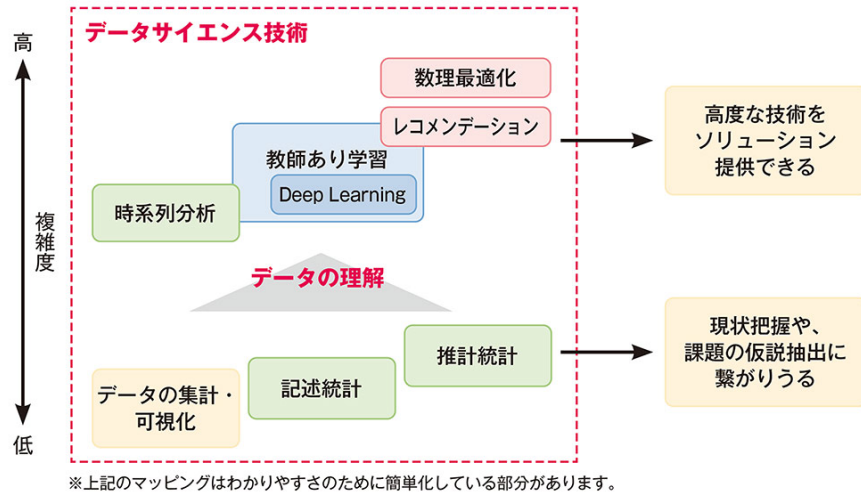 高
データサイエンス技術
数理最適化
レコメンデーション
教師あり学習
Deep Learning
時系列分析
高度な技術を
ソリューション
提供できる
複雑度
データの理解
推計統計
記述統計
データの集計・
可視化
現状把握や、
課題の仮説抽出に
繋がりうる
低
※上記のマッピングはわかりやすさのために簡単化している部分があります。